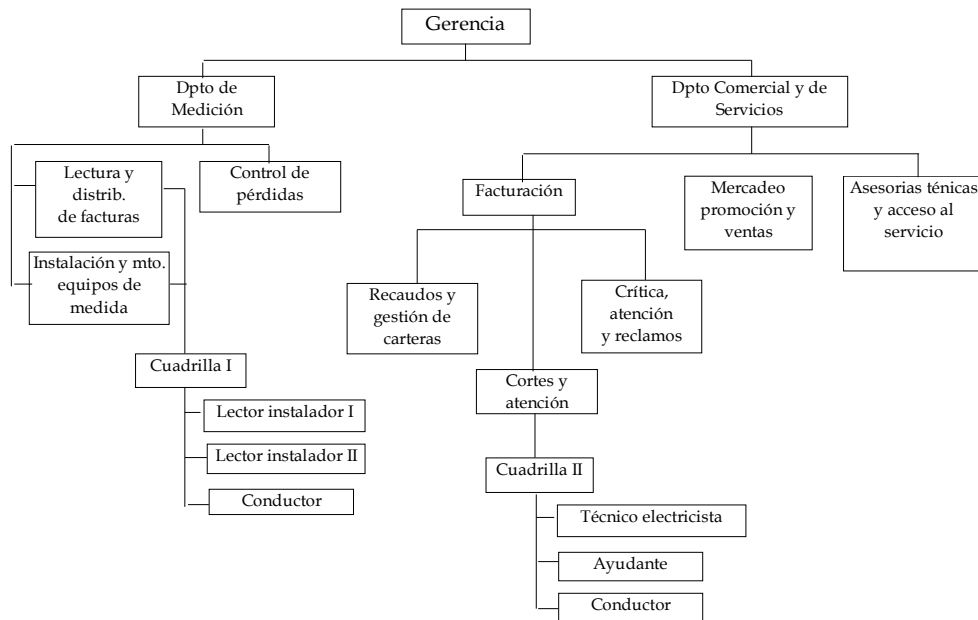 Gerencia
Dpto de
Medición
Dpto Comercial y de
Servicios
Lectura y
distrib.
de facturas
Control de
pérdidas
Facturación
Mercadeo
promoción y
ventas
Asesorias ténicas
y acceso al
servicio
Instalación y mto.
equipos de
medida
Recaudos y
gestión de
carteras
Crítica,
atención
y reclamos
Cuadrilla I
Cortes y
atención
Lector instalador I
Lector instalador II
Conductor
Cuadrilla II
Técnico electricista
Ayudante
Conductor